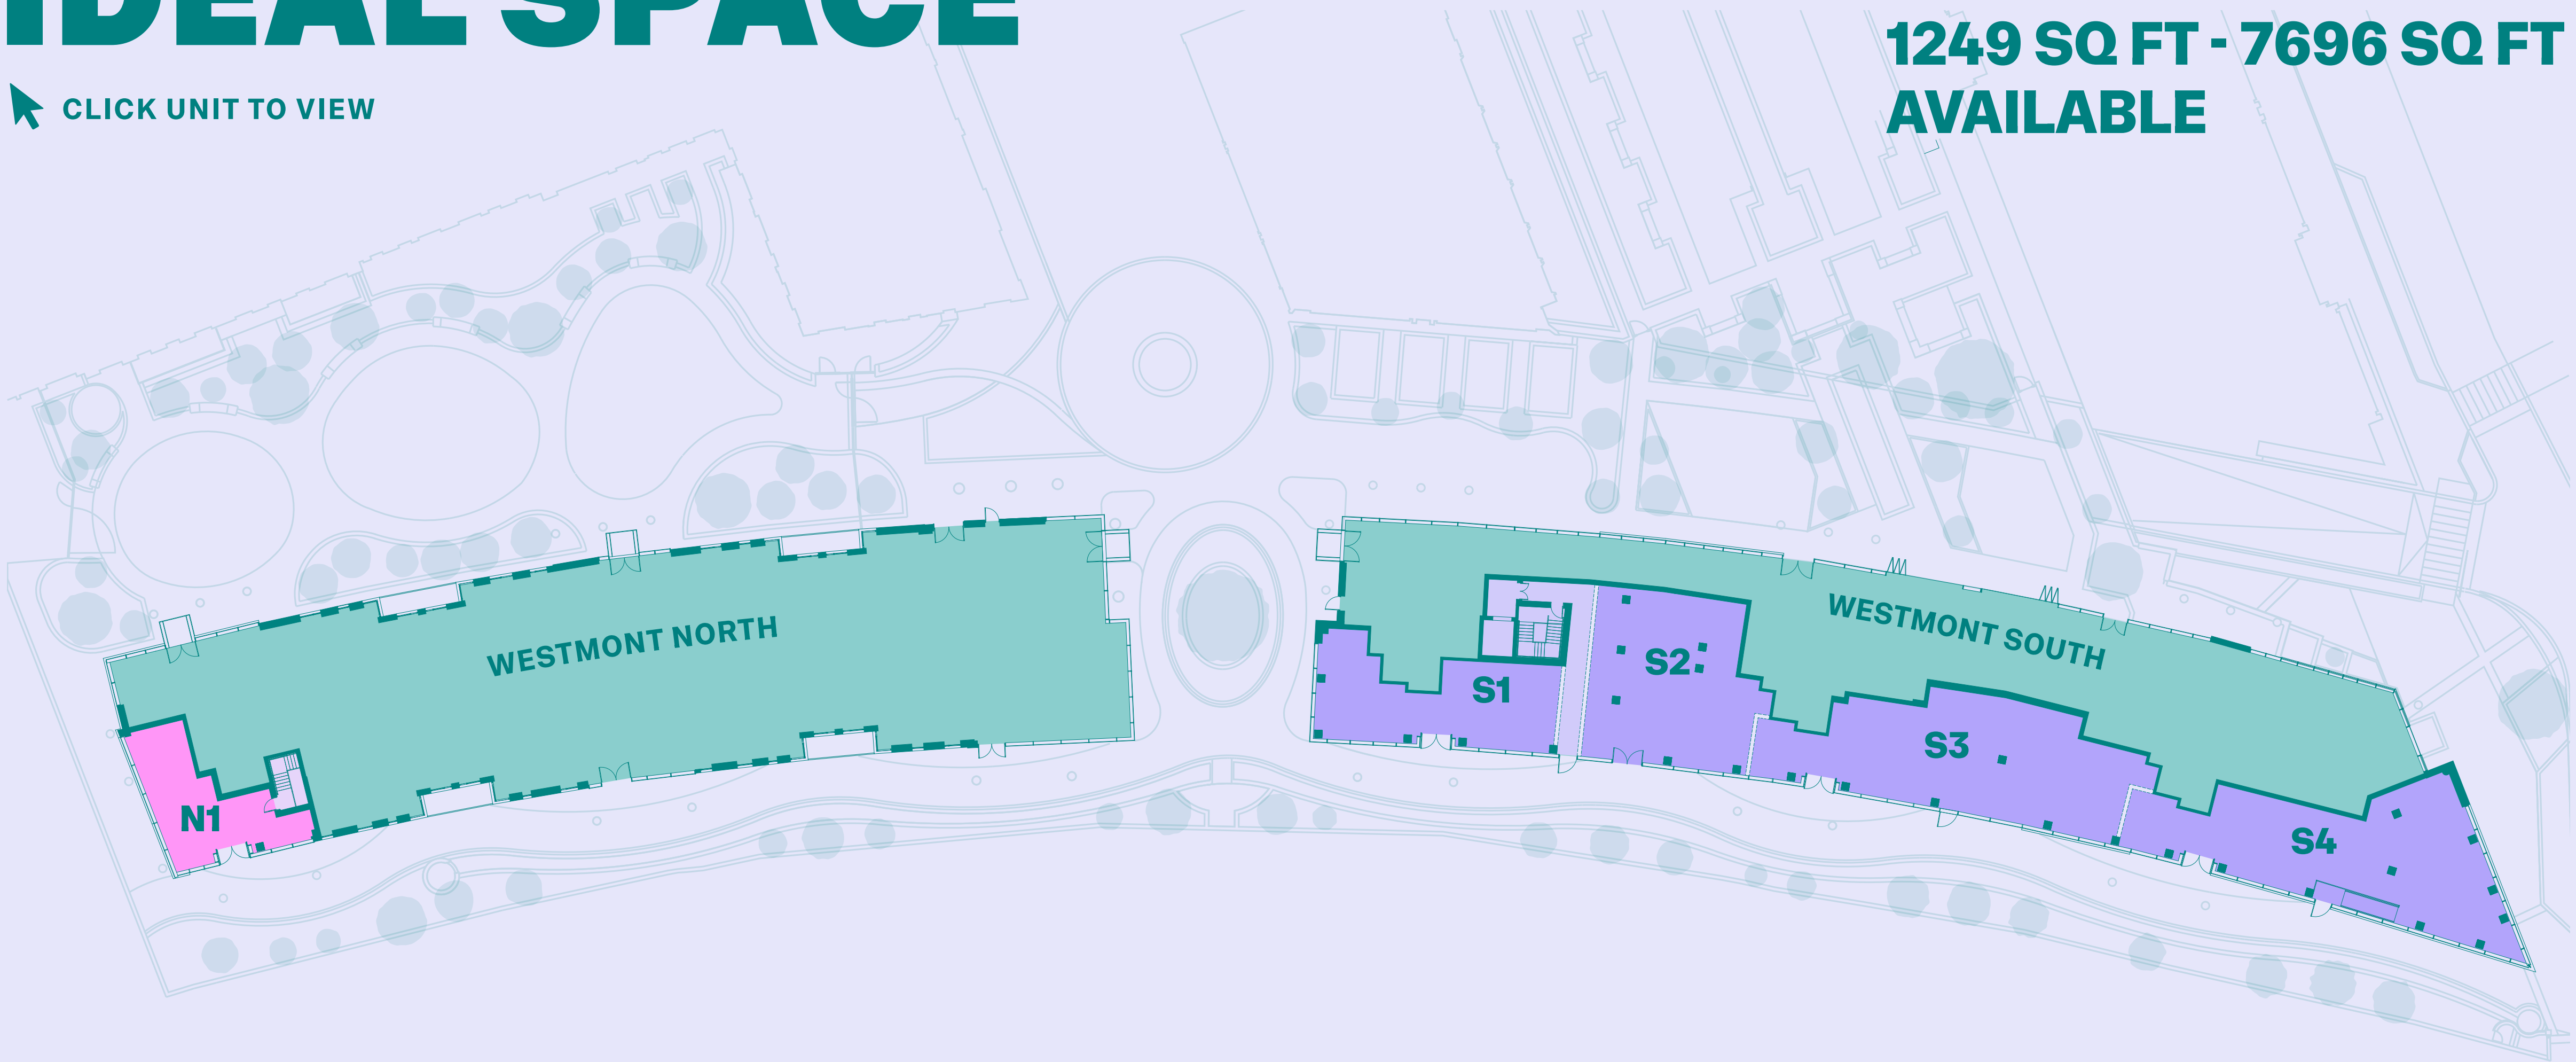 IDEAL SPACE
1249 SQ FT - 7696 SQ FT
AVAILABLE
CLICK UNIT TO VIEW
WESTMONT NORTH
WESTMONT SOUTH
N1
S1
S2
S3
S4